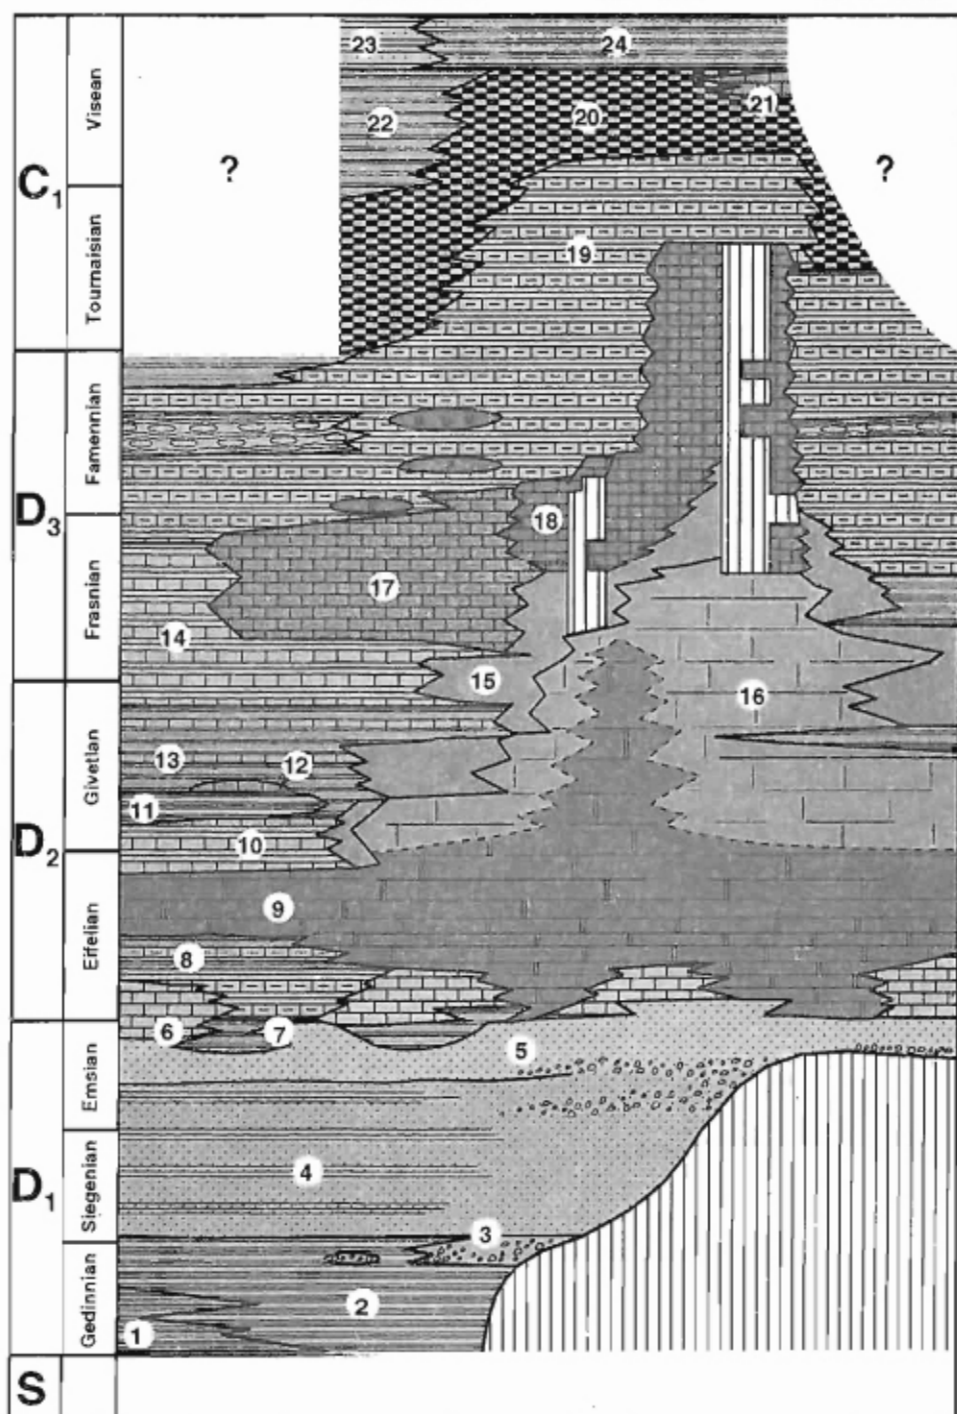 23
24
Visean
21
20
22
C1
?
?
Tournaisian
19
Famennian
D3
18
17
Frasnian
14
15
16
Givetian
13
12
11
D2
10
9
Eifelian
8
6
7
5
Emsian
D1
4
Siegenian
3
Gedinnian
2
1
S